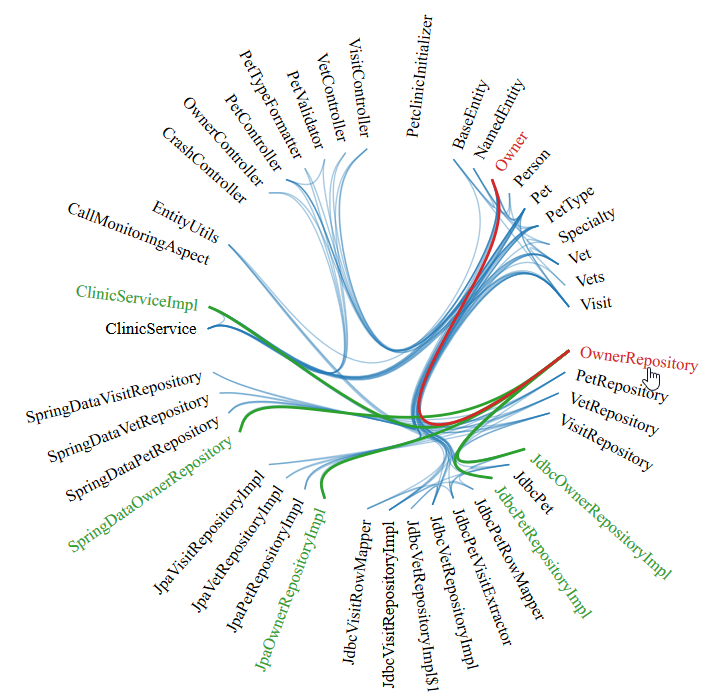 PetclinicInitializer
BaseEntity
NamedEntity
Owner
Person
Pet
PetType
Specialty
Vet
Vets
Visit
OwnerRepository
PetRepository
VetRepository
VisitRepository
JdbcOwnerRepositoryImpl
JdbcPet
JdbcPetRepositoryImpl
JdbcPetRowMapper
JdbcPetVisitExtractor
JdbcVetRepositoryImpl
JdbcVetRepositoryImpl$1
JdbcVisitRepositoryImpl
JdbcVisitRowMapper
JpaOwnerRepositoryImpl
JpaPetRepositoryImpl
JpaVetRepositoryImpl
JpaVisitRepositoryImpl
SpringDataOwnerRepository
SpringDataPetRepository
SpringDataVetRepository
SpringDataVisitRepository
ClinicService
ClinicServiceImpl
CallMonitoringAspect
EntityUtils
CrashController
OwnerController
PetController
PetTypeFormatter
PetValidator
VetController
VisitController